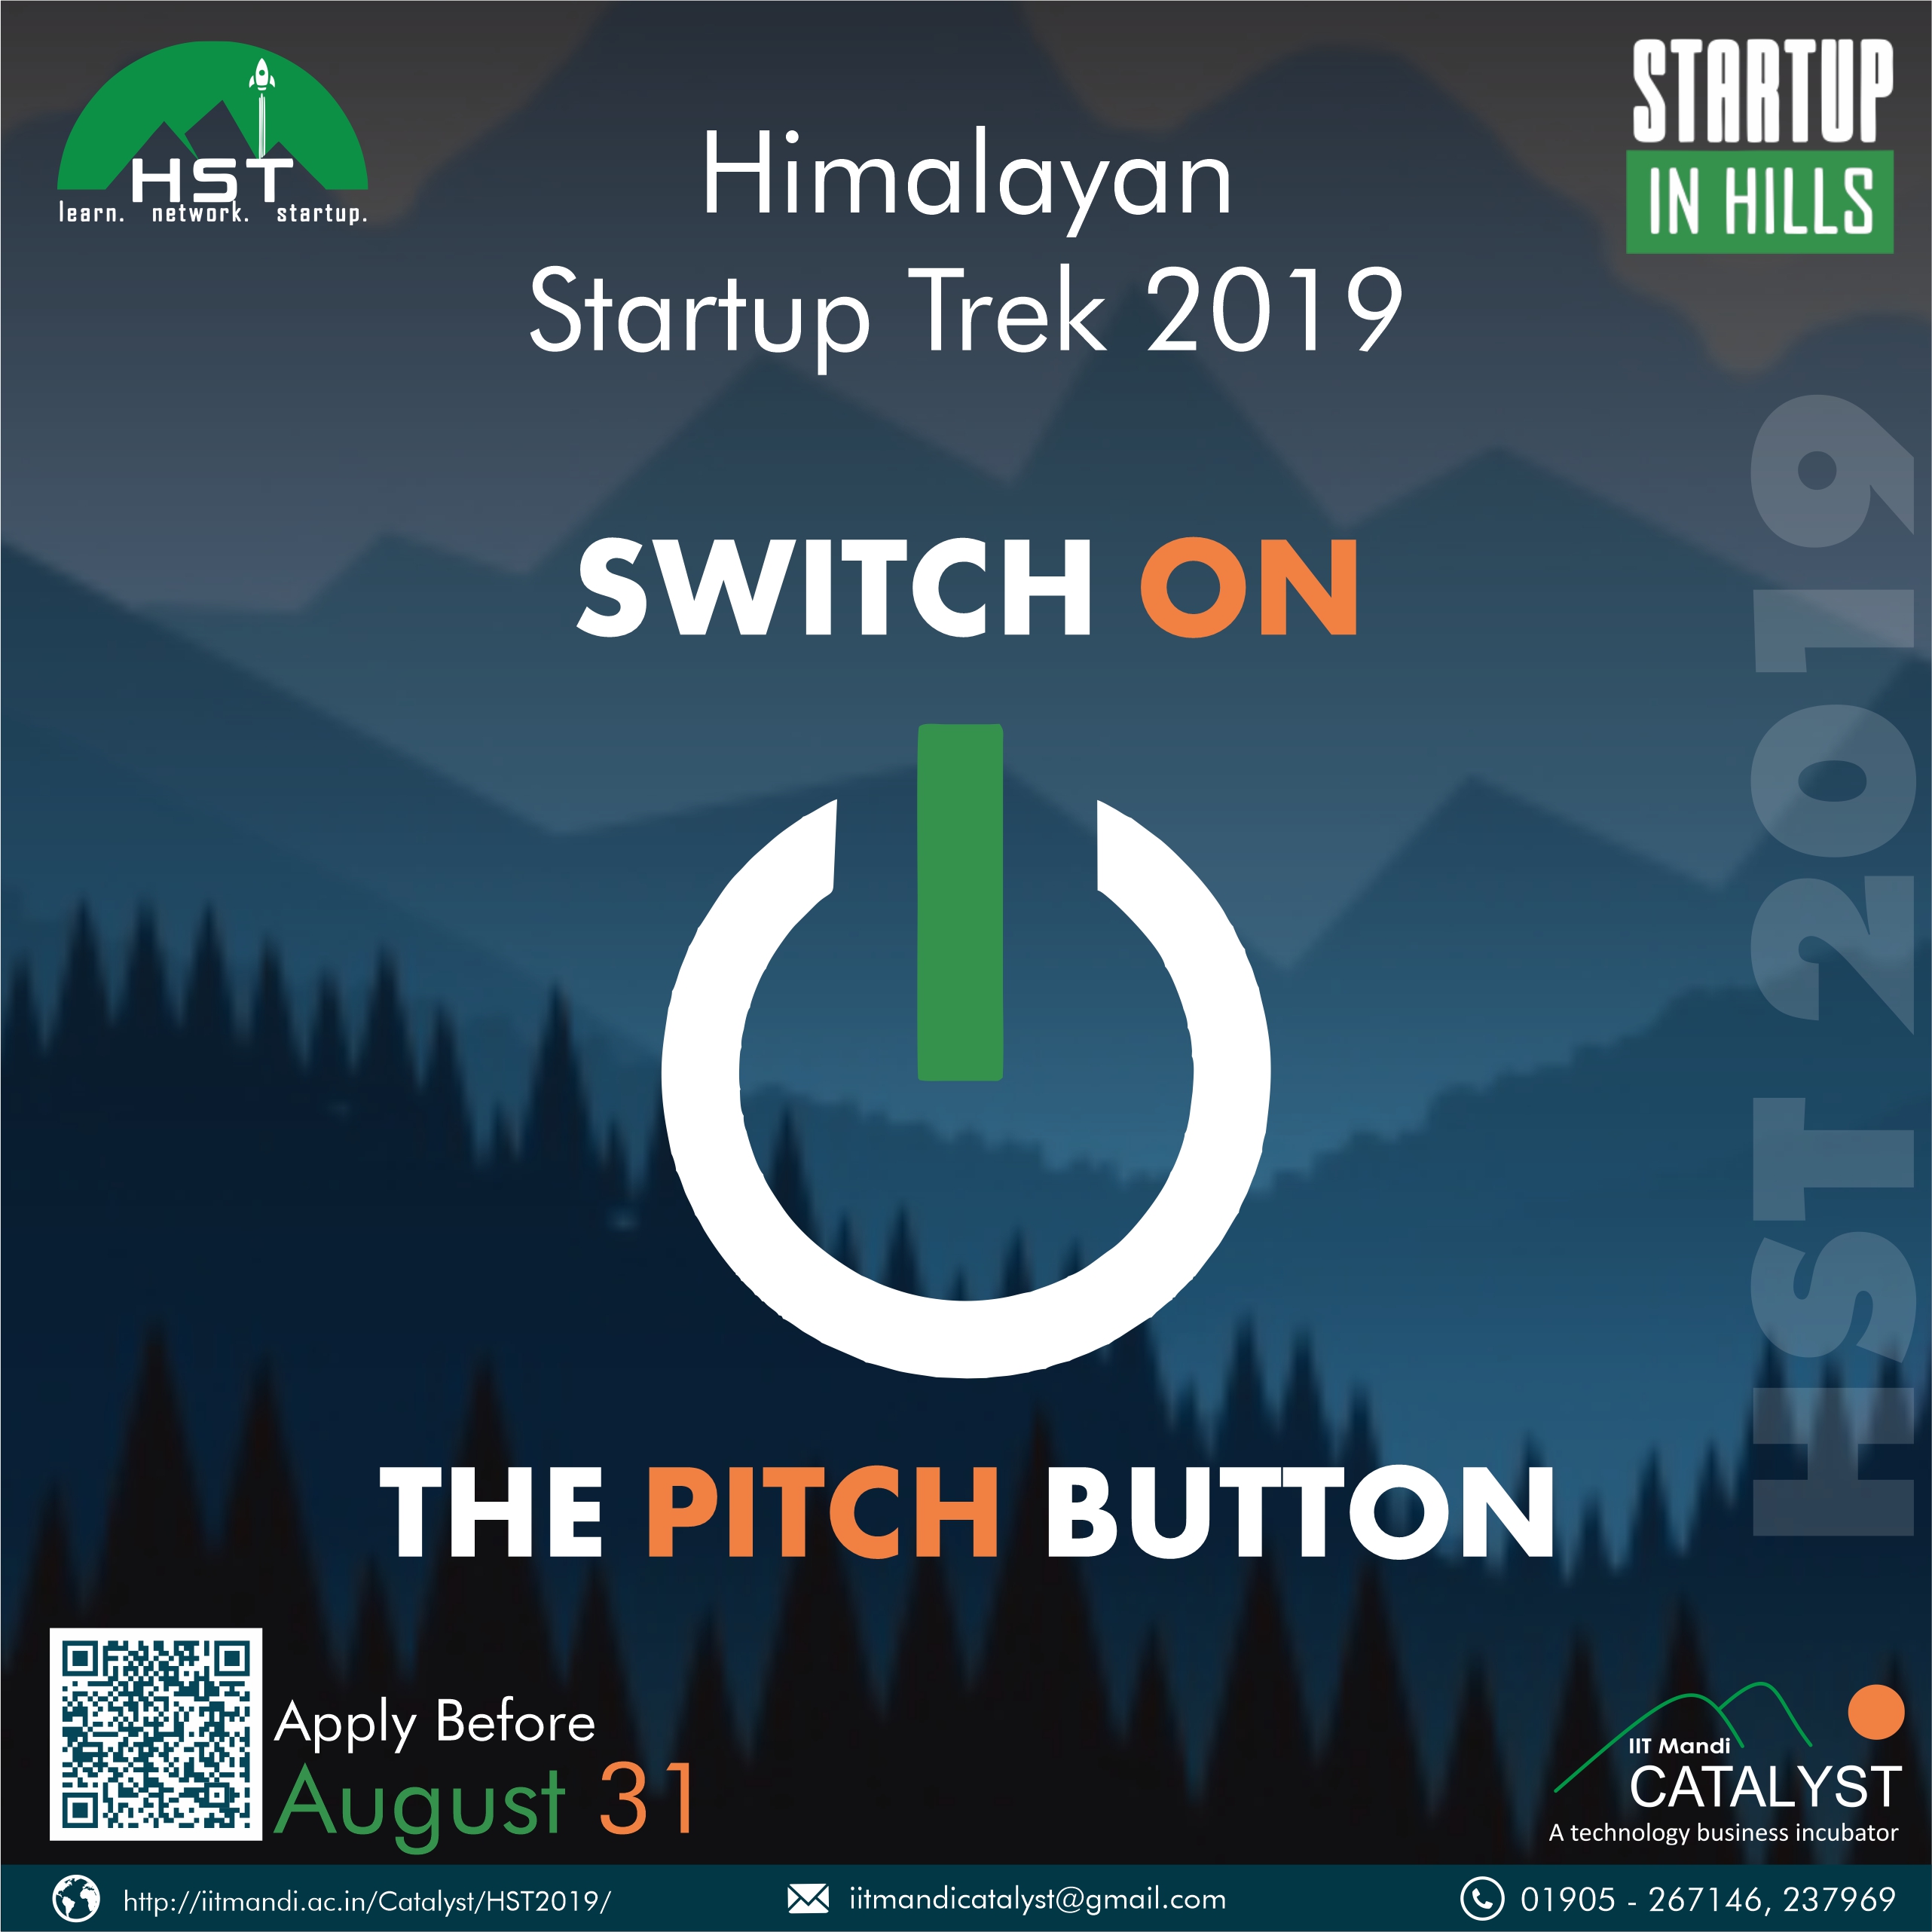 HST
learn. network. startup.
STARTUP
IN HILLS
Himalayan
Startup Trek 2019
SWITCH ON
HST 2019
THE PITCH BUTTON
Apply Before
August 31
IIT Mandi
CATALYST
A technology business incubator
http://iitmandi.ac.in/Catalyst/HST2019/
iitmandicatalyst@gmail.com
01905 - 267146, 237969